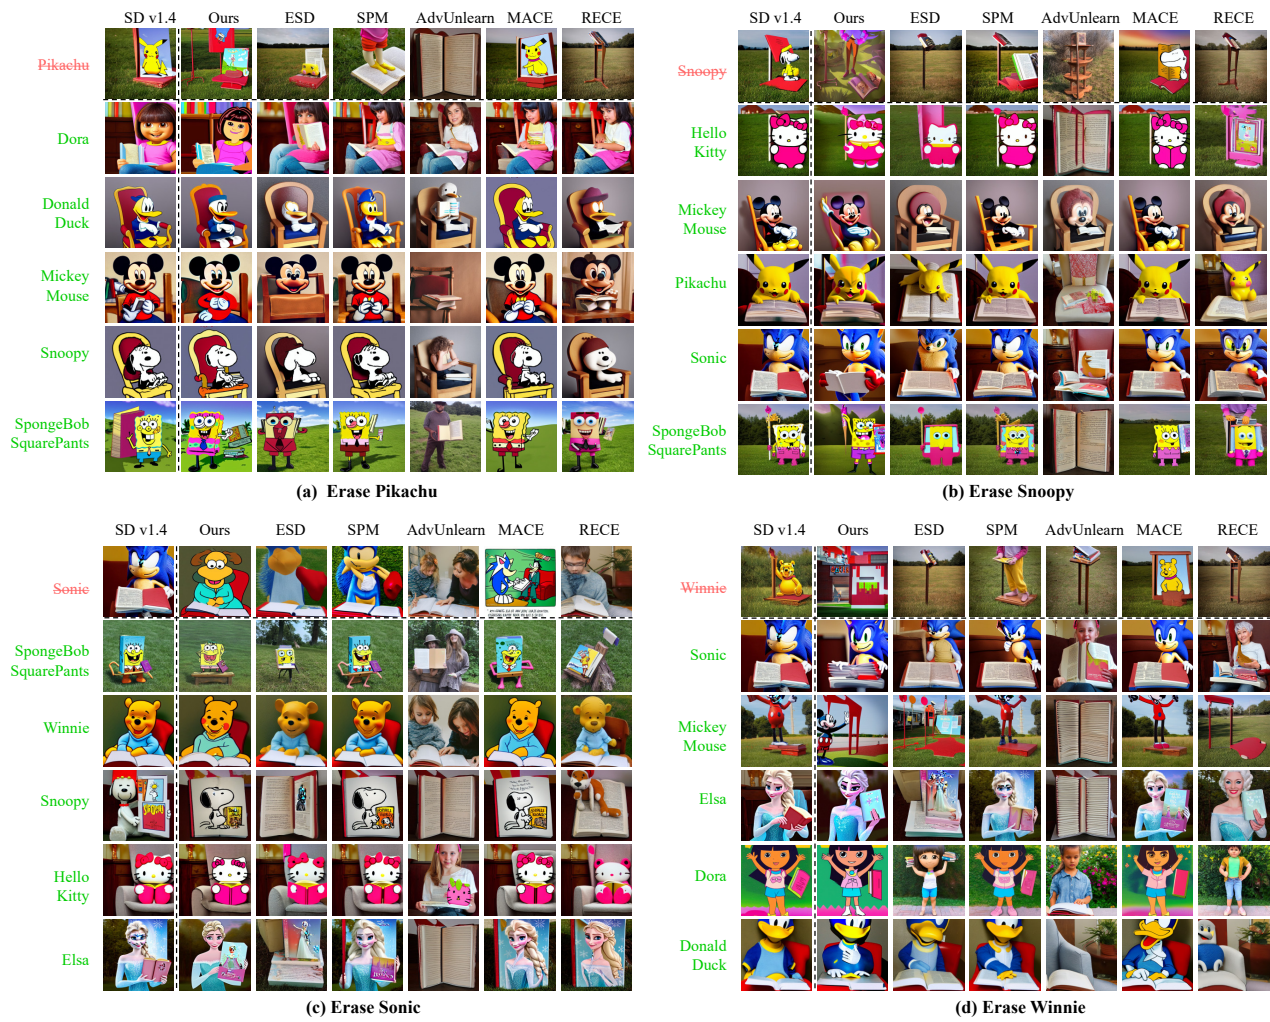 SD v1.4 Ours ESD SPM AdvUnlearn MACE RECE
Pikachu
Dora
Donald
Duck
Mickey
Mouse
Snoopy
SpongeBob
SquarePants
(a) Erase Pikachu
SD v1.4 Ours ESD SPM AdvUnlearn MACE RECE
Snoopy
Hello
Kitty
Mickey
Mouse
Pikachu
Sonic
SpongeBob
SquarePants
(b) Erase Snoopy
SD v1.4 Ours ESD SPM AdvUnlearn MACE RECE
Sonic
SpongeBob
SquarePants
Winnie
Snoopy
Hello
Kitty
Elsa
(c) Erase Sonic
SD v1.4 Ours ESD SPM AdvUnlearn MACE RECE
Winnie
Sonic
Mickey
Mouse
Elsa
Dora
Donald
Duck
(d) Erase Winnie